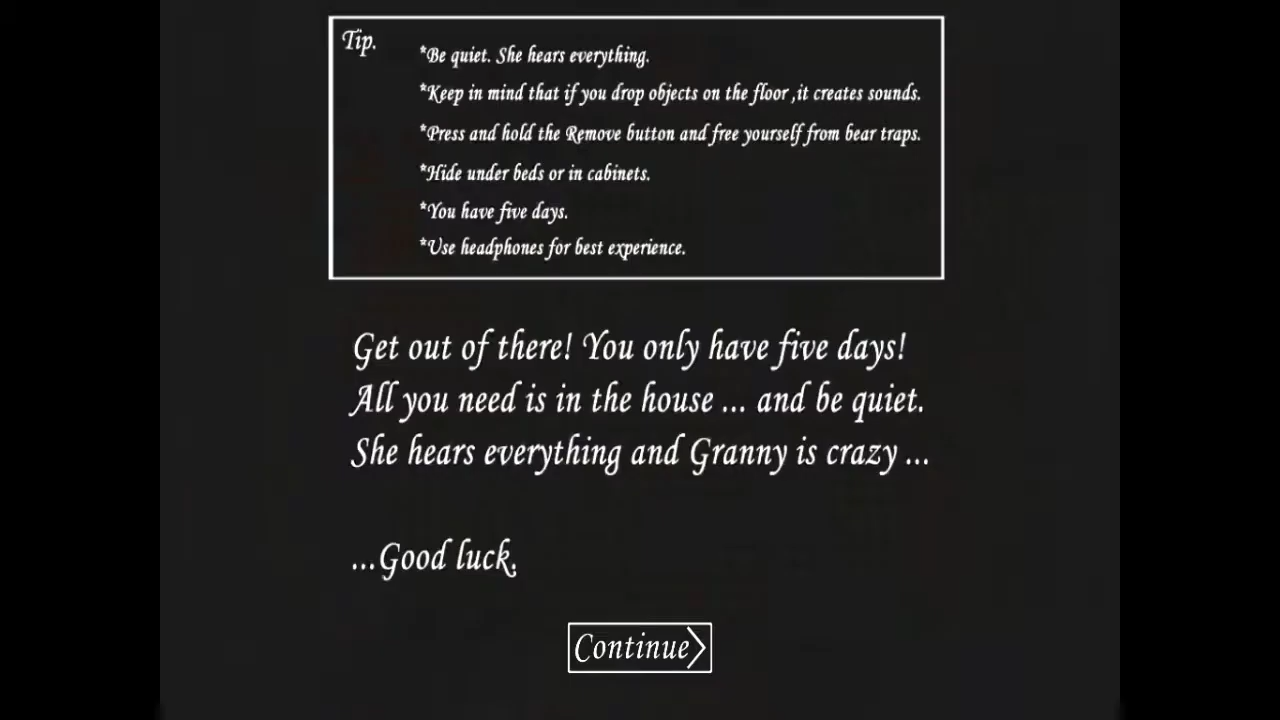 Tip.
*Be quiet. She hears everything.
*Keep in mind that if you drop objects on the floor ,it creates sounds.
*Press and hold the Remove button and free yourself from bear traps.
*Hide under beds or in cabinets.
*You have five days.
*Use headphones for best experience.
Get out of there! You only have five days!
All you need is in the house ... and be quiet.
She hears everything and Granny is crazy ...
...Good luck.
Continue>